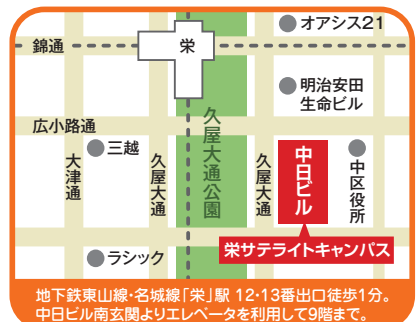 オアシス21
錦通
栄
明治安田
生命ビル
広小路通
三越
大津通
久屋大通
久屋大通公園
久屋大通
中日ビル
中区役所
栄サテライトキャンパス
ラシック
地下鉄東山線・名城線「栄」駅 12・13番出口徒歩1分。
中日ビル南玄関よりエレベータを利用して9階まで。